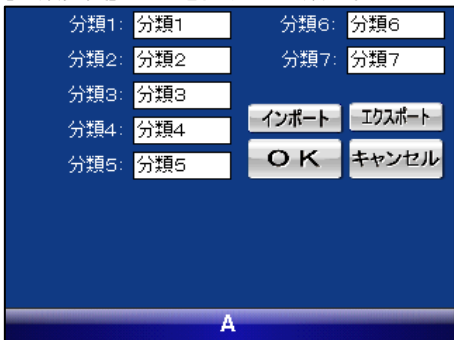 分類1: 分類1
分類2: 分類2
分類3: 分類3
分類4: 分類4
分類5: 分類5
分類6: 分類6
分類7: 分類7
インポート エクスポート
OK キャンセル
A